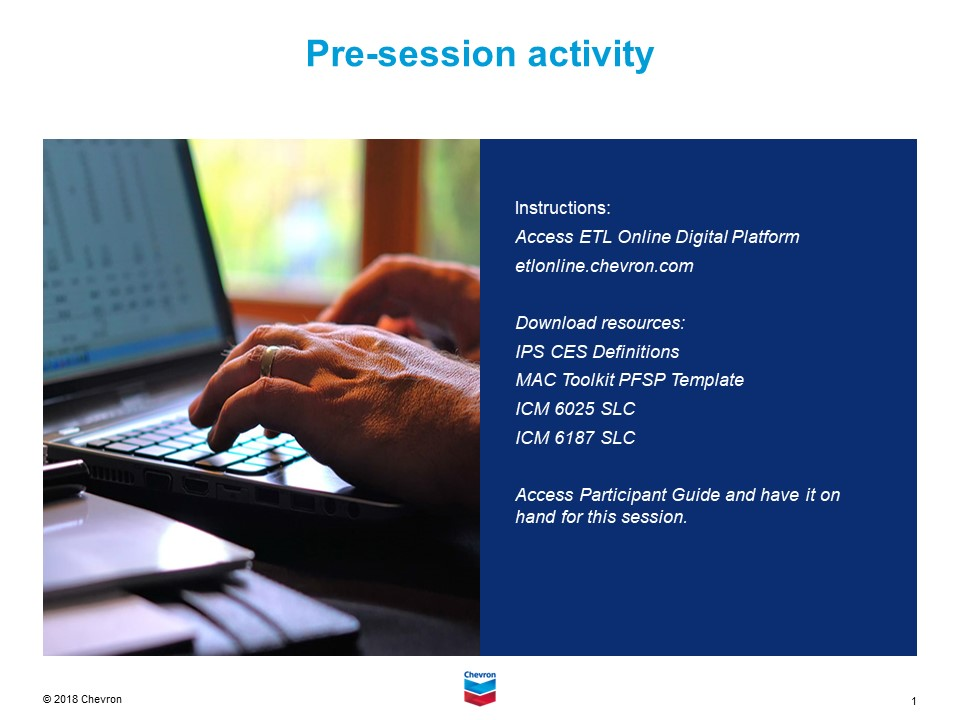 Pre-session activity
Instructions:
Access ETL Online Digital Platform
etlonline.chevron.com
Download resources:
IPS CES Definitions
MAC Toolkit PFSP Template
ICM 6025 SLC
ICM 6187 SLC
Access Participant Guide and have it on
hand for this session.
© 2018 Chevron
Chevron
1